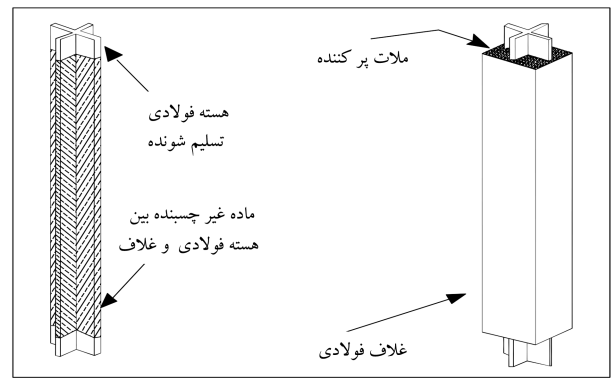 ملات پر کننده
هسته فولادی
تسلیم شونده
ماده غیر چسبنده بین
هسته فولادی و غلاف
غلاف فولادی